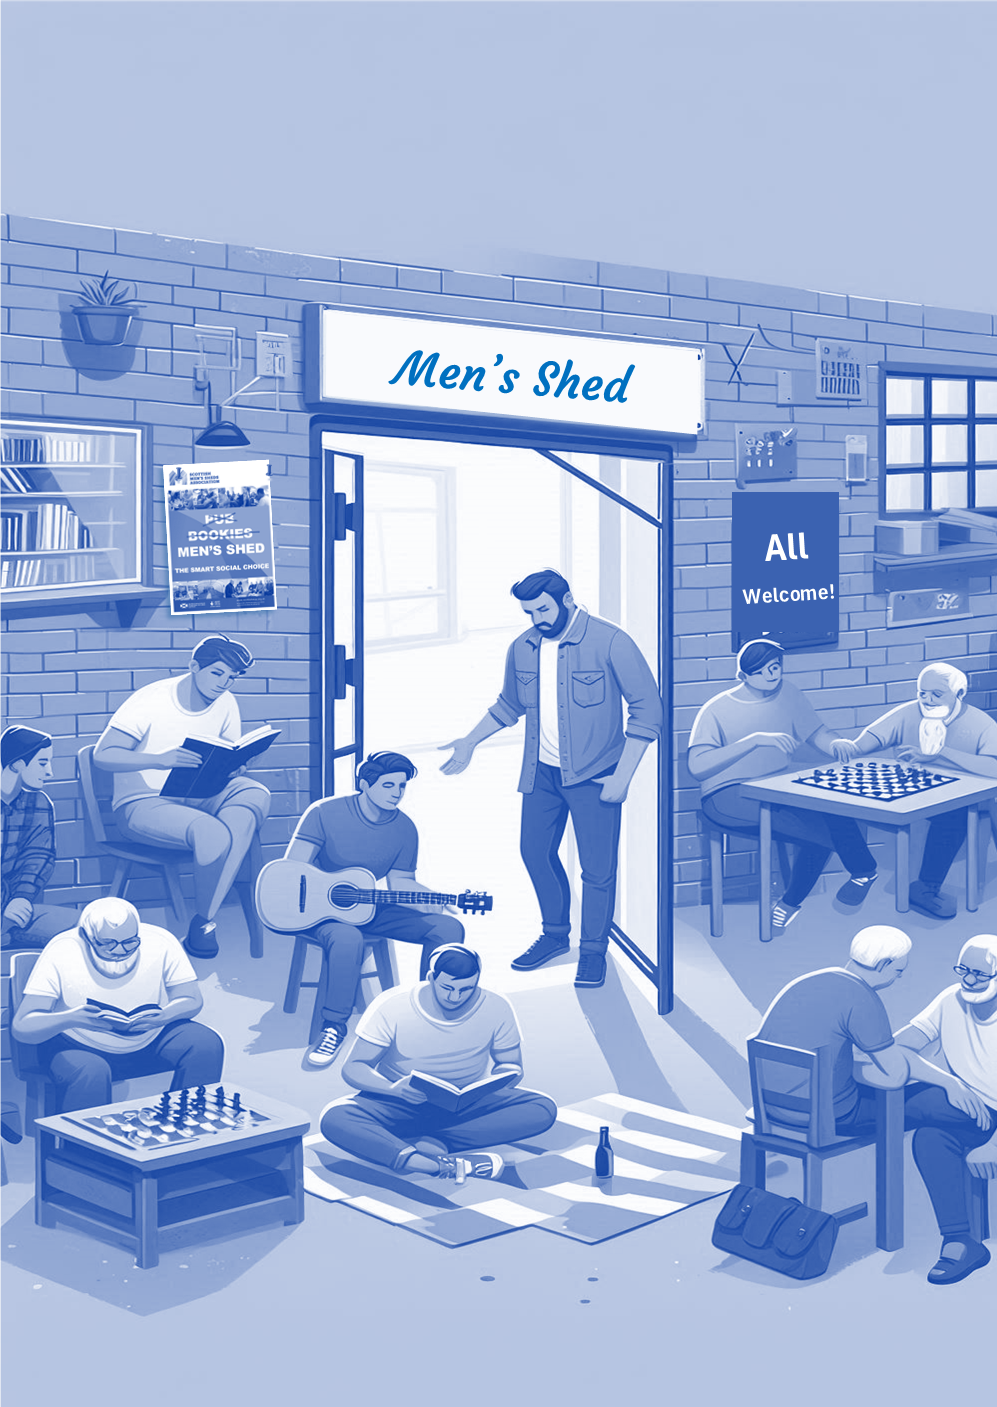 Men's Shed
SCOTTISH
MEN'S SHEDS
ASSOCIATION
PUB
BOOKIES
MEN'S SHED
THE SMART SOCIAL CHOICE
All
Welcome!